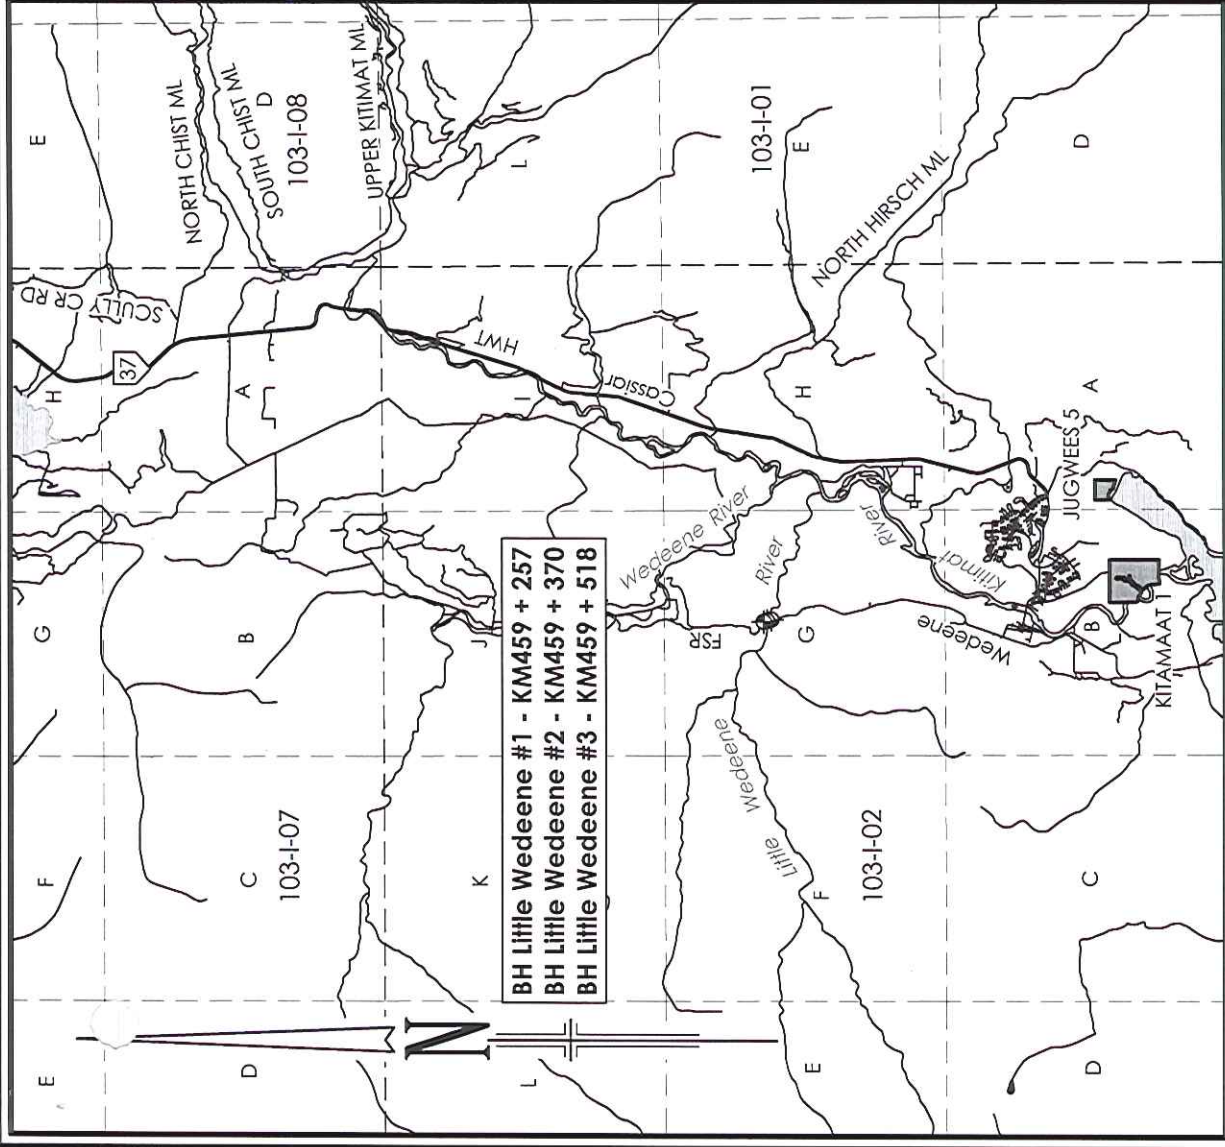 E
NORTH CHIST ML
SOUTH CHIST ML
D
103-I-08
UPPER KITIMAT ML
L
103-I-01
E
NORTH HIRSCH ML
D
SCULLY CR RD
37
H
A
HWT
I
Cassiar
H
A
JUGWEES 5
G
B
J
Wedeene River
River
River
Kitimat
FSR
G
Wedeene
B
KITAMAAT 1
BH Little Wedeene #1 - KM459 + 257
BH Little Wedeene #2 - KM459 + 370
BH Little Wedeene #3 - KM459 + 518
F
C
103-I-07
K
Little Wedeene
F
103-I-02
C
N
E
D
L
E
D